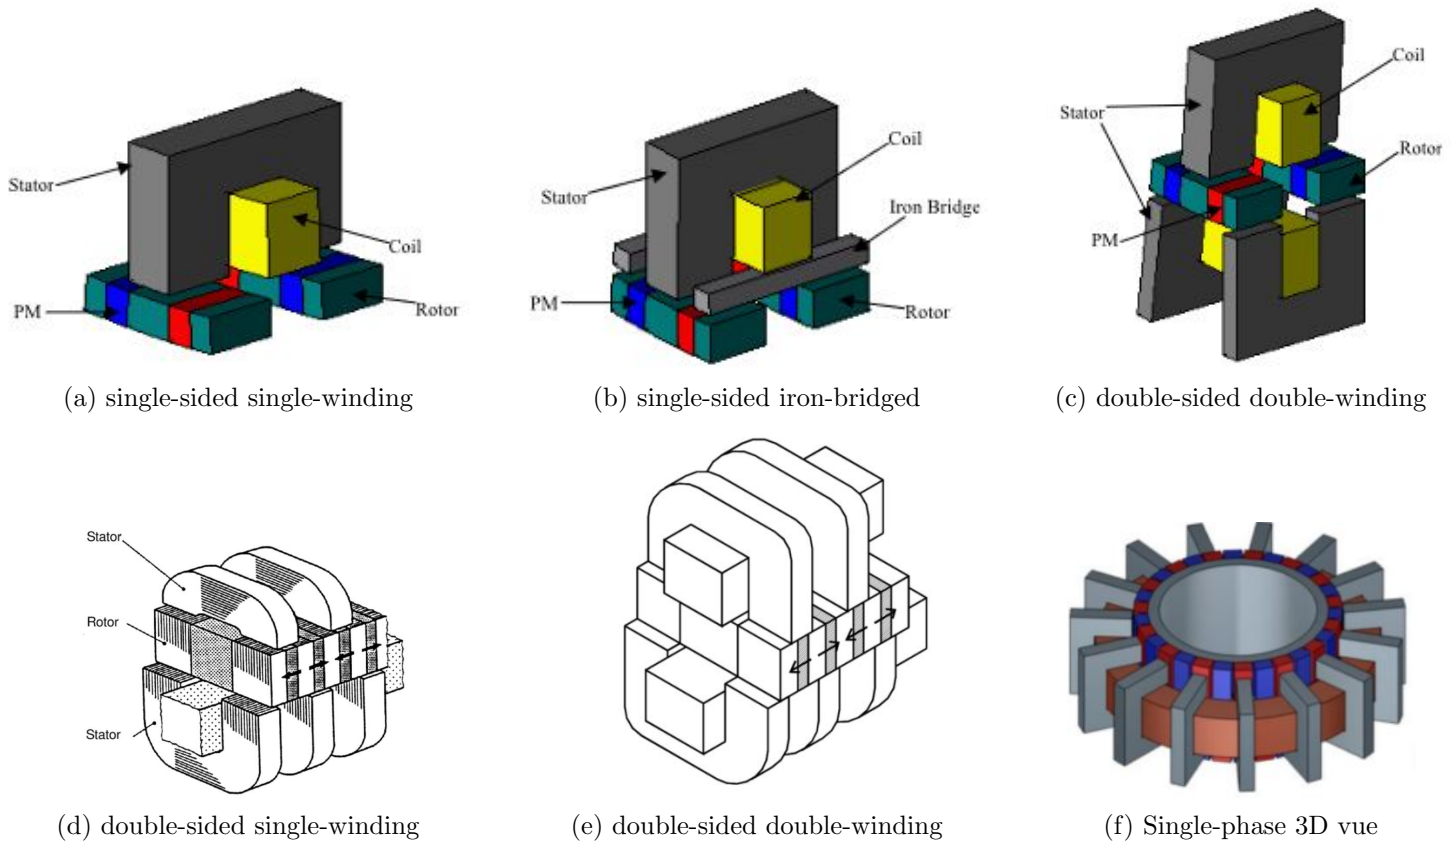 Stator
Coil
PM
Rotor
(a) single-sided single-winding
Coil
Stator
Iron Bridge
PM
Rotor
(b) single-sided iron-bridged
Coil
Stator
Rotor
PM
(c) double-sided double-winding
Stator
Rotor
Stator
(d) double-sided single-winding
(e) double-sided double-winding
(f) Single-phase 3D vue